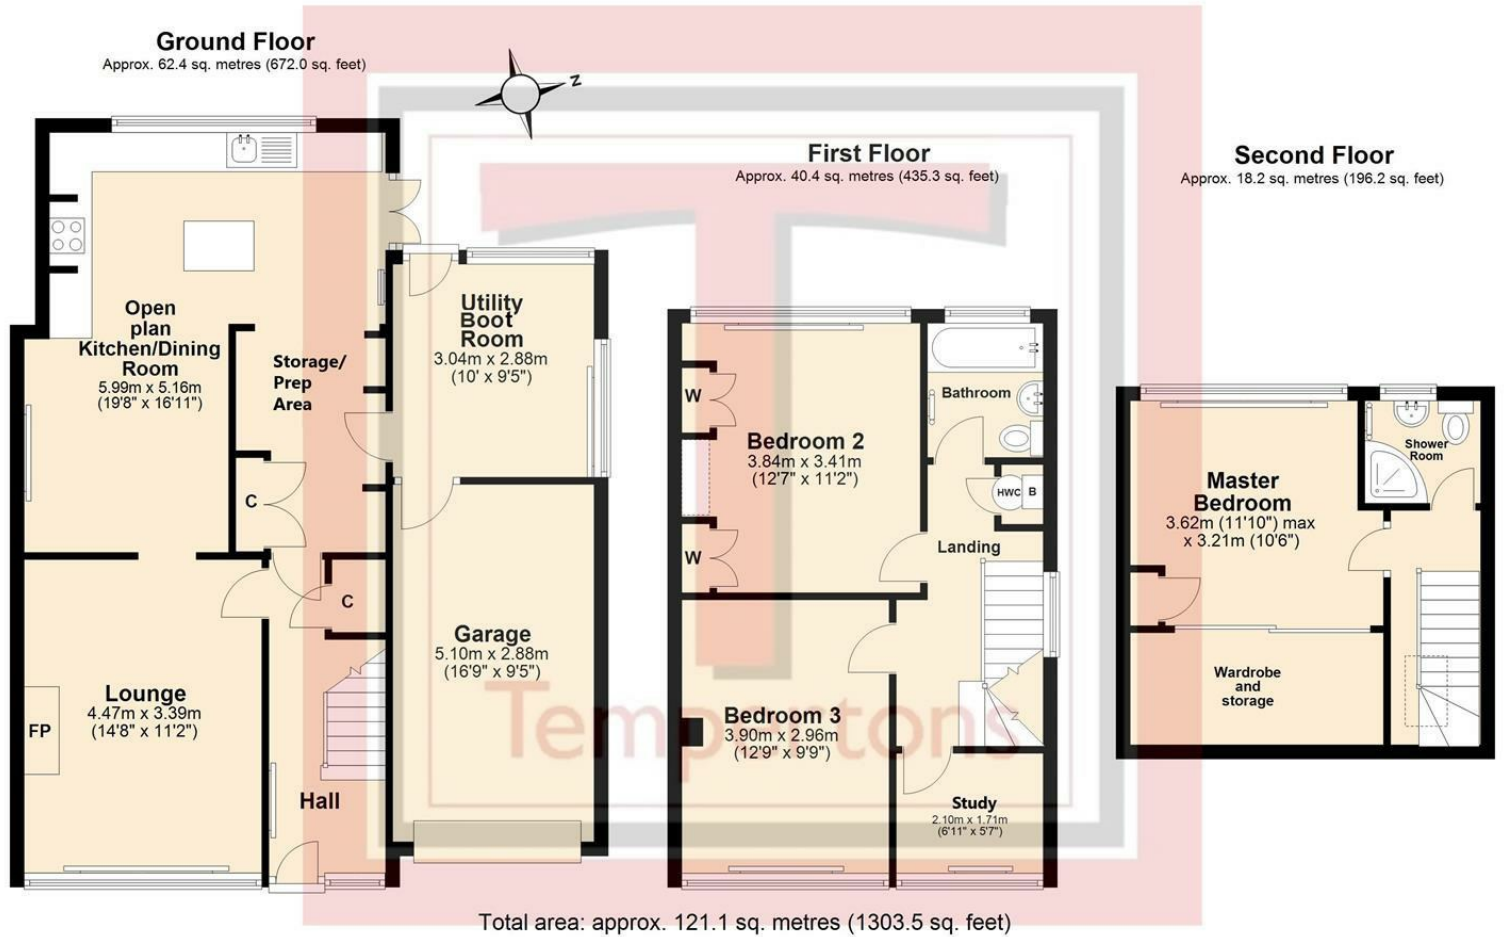 Ground Floor
Approx. 62.4 sq. metres (672.0 sq. feet)
Z
First Floor
Approx. 40.4 sq. metres (435.3 sq. feet)
Second Floor
Approx. 18.2 sq. metres (196.2 sq. feet)
Open
plan
Kitchen/Dining
Room
5.99m x 5.16m
(19'8" x 16'11")
Storage/
Prep
Area
Utility
Boot
Room
3.04m x 2.88m
(10' x 9'5")
C
C
Garage
5.10m x 2.88m
(16'9" x 9'5")
Lounge
4.47m x 3.39m
(14'8" x 11'2")
FP
Hall
W
W
Bedroom 2
3.84m x 3.41m
(12'7" x 11'2")
Bathroom
HWC
B
Landing
Bedroom 3
3.90m x 2.96m
(12'9" x 9'9")
Study
2.10m x 1.71m
(6'11" x 5'7")
Shower
Room
Master
Bedroom
3.62m (11'10") max
x 3.21m (10'6")
Wardrobe
and
storage
Tempertons
Total area: approx. 121.1 sq. metres (1303.5 sq. feet)